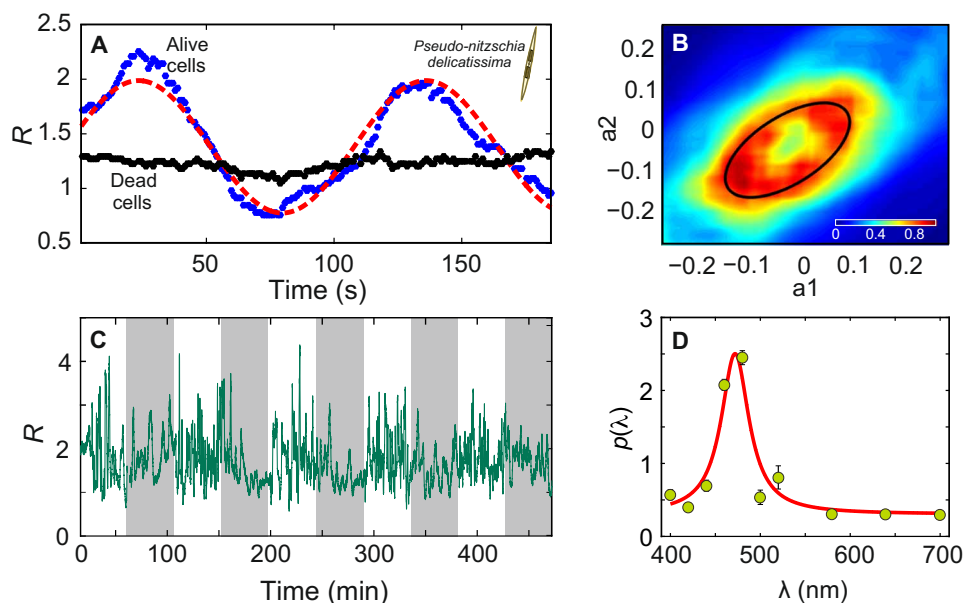 A
Alive
cells
Pseudo-nitzschia
delicatissima
Dead
cells
R
2.5
2
1.5
1
0.5
50
100
150
Time (s)
B
a2
0.2
0.1
0
−0.1
−0.2
0
0.4
0.8
−0.2
−0.1
0
0.1
0.2
a1
C
R
4
2
0
0
100
200
300
400
Time (min)
D
p(λ)
3
2
1
0
400
500
600
700
λ (nm)